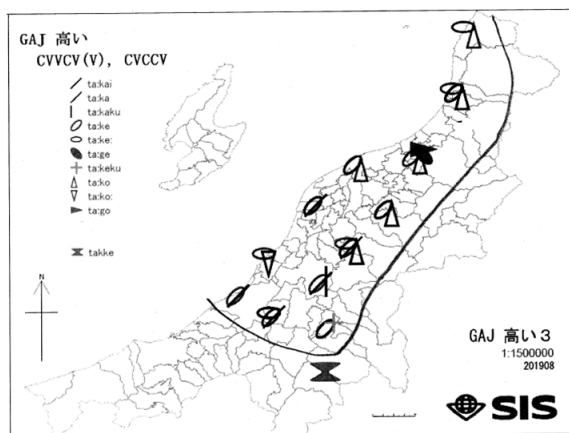 GAJ 高い
CVVCV(V), CVCCV
ta:kai
ta:ka
ta:kaku
ta:ke
ta:ke:
ta:ge
ta:keku
ta:ko
ta:ko:
ta:go
takke
N
GAJ 高い 3
1:1500000
201908
SIS